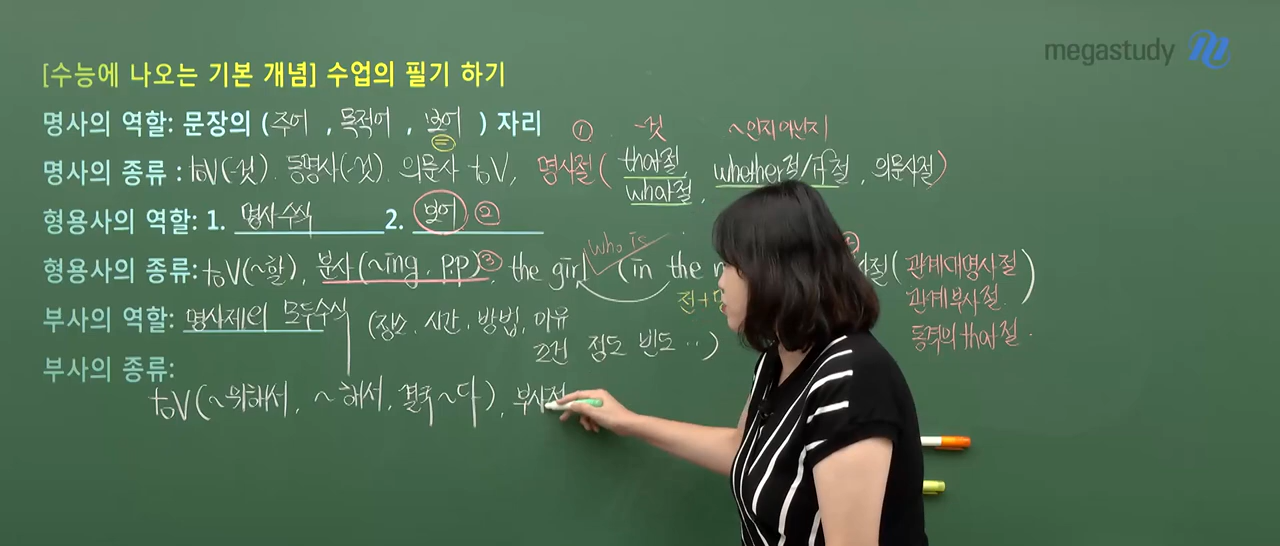 megastudy
[수능에 나오는 기본 개념] 수업의 필기 하기
명사의 역할: 문장의 (주어, 목적어, 보어) 자리 ① ~것 ~인지 아닌지
명사의 종류 : toV(~것). 동명사(~것). 의문사 toV, 명사절( that절, whether절/if절, 의문사절)
what절,
형용사의 역할: 1. 명사수식 2. 보어 ②
who is
형용사의 종류: toV(~할), 분사(~ing, p.p)③, the girl (in the 절( 관계대명사절
전+ 관계부사절. )
부사의 역할: 명사제외 모두수식 (장소. 시간. 방법, 이유
동격의 that절.
조건 정도 빈도 ‥)
부사의 종류:
toV(~위해서, ~해서, 결국~다), 부사절